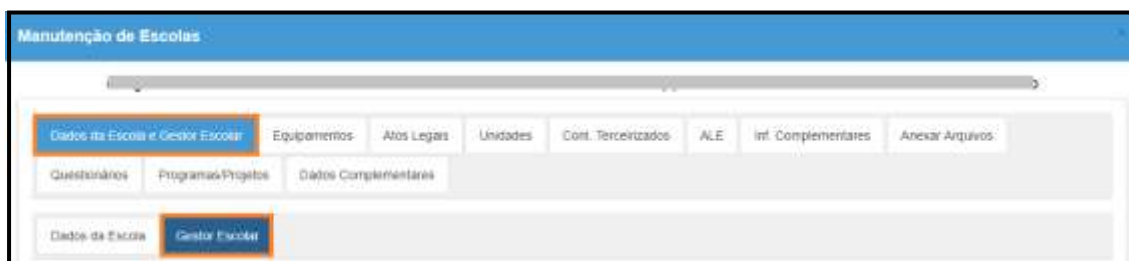 Manutenção de Escolas
Dados da Escola e Gestor Escolar Equipamentos Atos Legais Unidades Cont. Terceirizados ALE Inf. Complementares Anexar Arquivos
Questionários Programas/Projetos Dados Complementares
Dados da Escola Gestor Escolar